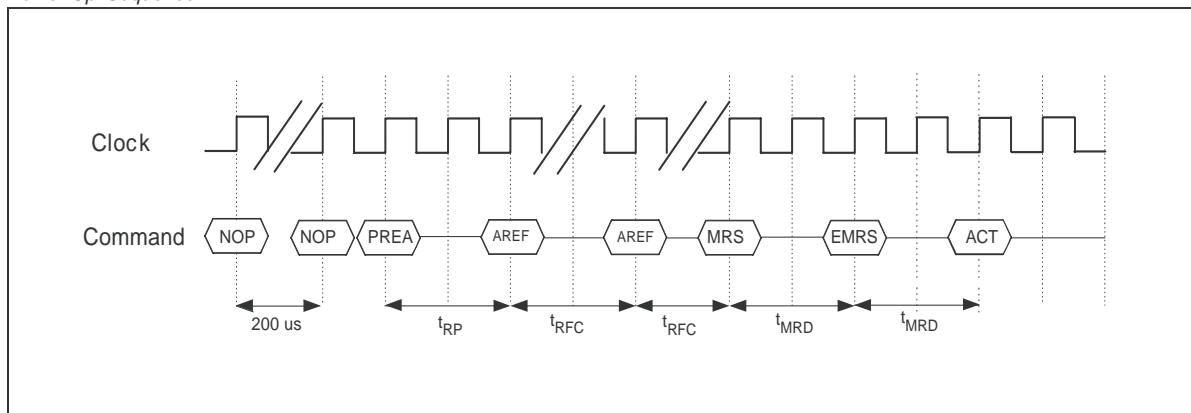 Clock
Command NOP NOP PREA AREF AREF MRS EMRS ACT
200 us tRP tRFC tRFC tMRD tMRD